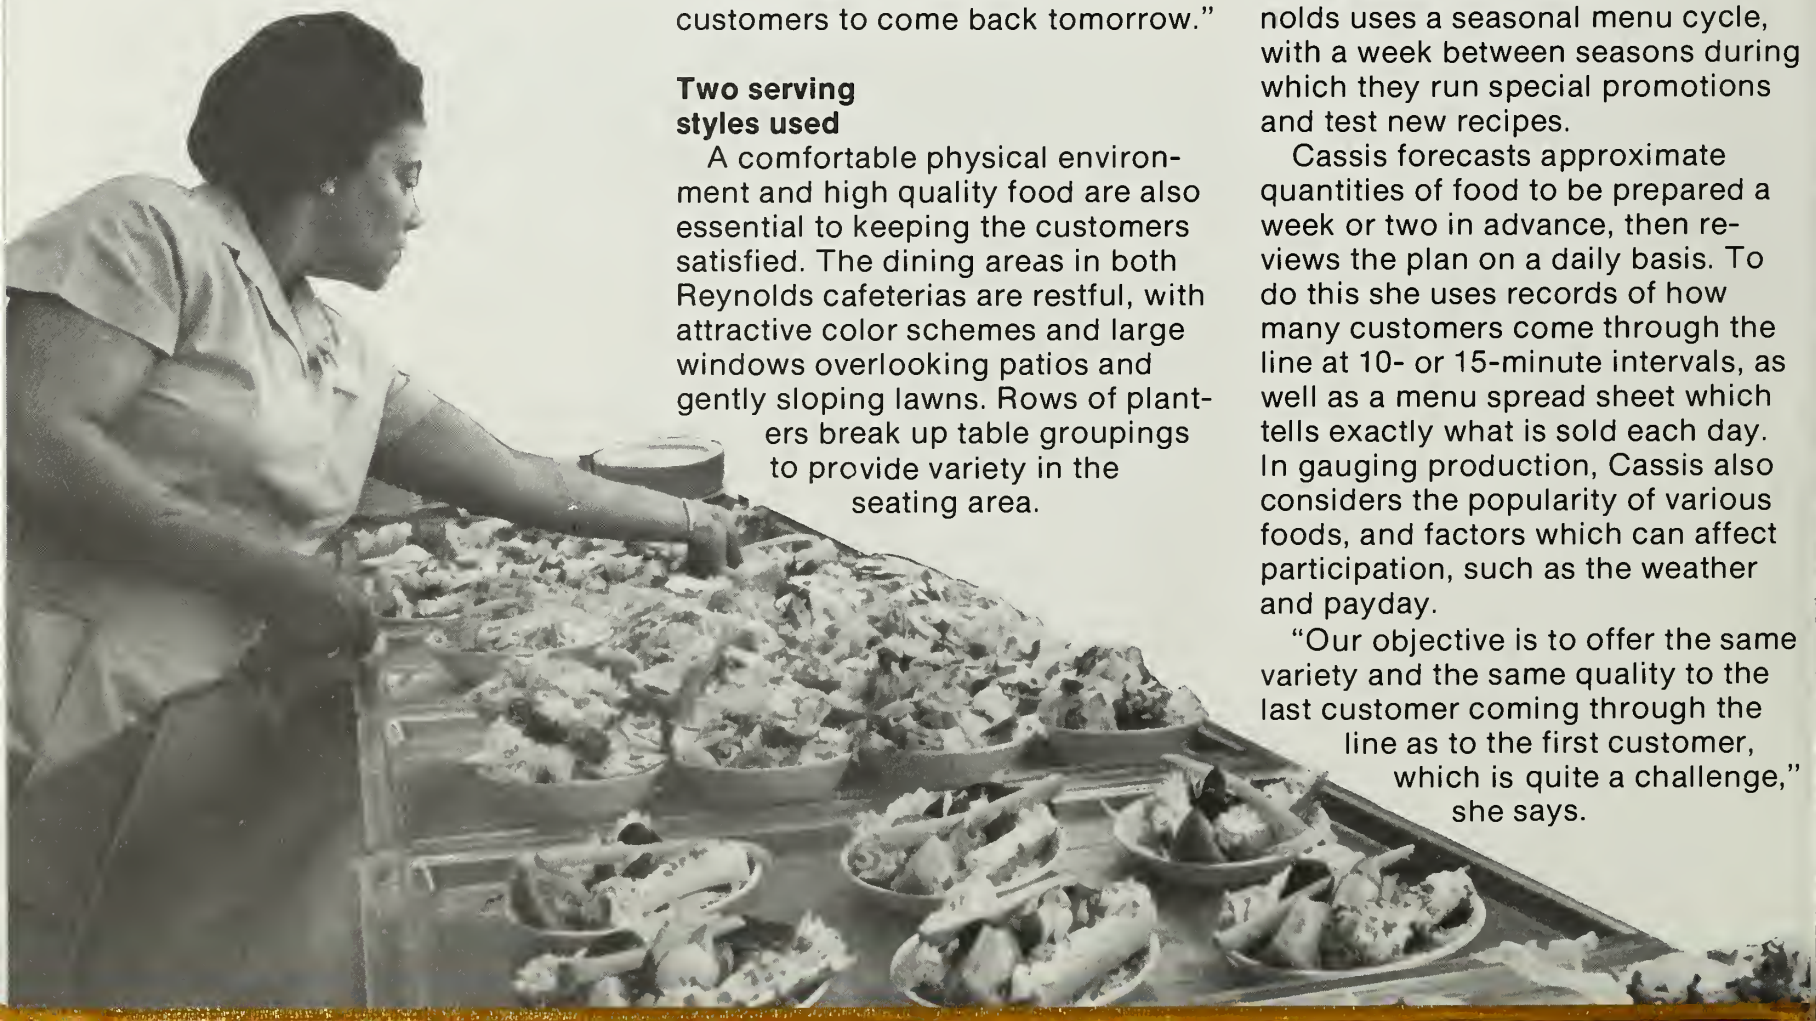 customers to come back tomorrow.”
Two serving
styles used
A comfortable physical environ-
ment and high quality food are also
essential to keeping the customers
satisfied. The dining areas in both
Reynolds cafeterias are restful, with
attractive color schemes and large
windows overlooking patios and
gently sloping lawns. Rows of plant-
ers break up table groupings
to provide variety in the
seating area.
nolds uses a seasonal menu cycle,
with a week between seasons during
which they run special promotions
and test new recipes.
Cassis forecasts approximate
quantities of food to be prepared a
week or two in advance, then re-
views the plan on a daily basis. To
do this she uses records of how
many customers come through the
line at 10- or 15-minute intervals, as
well as a menu spread sheet which
tells exactly what is sold each day.
In gauging production, Cassis also
considers the popularity of various
foods, and factors which can affect
participation, such as the weather
and payday.
“Our objective is to offer the same
variety and the same quality to the
last customer coming through the
line as to the first customer,
which is quite a challenge,”
she says.